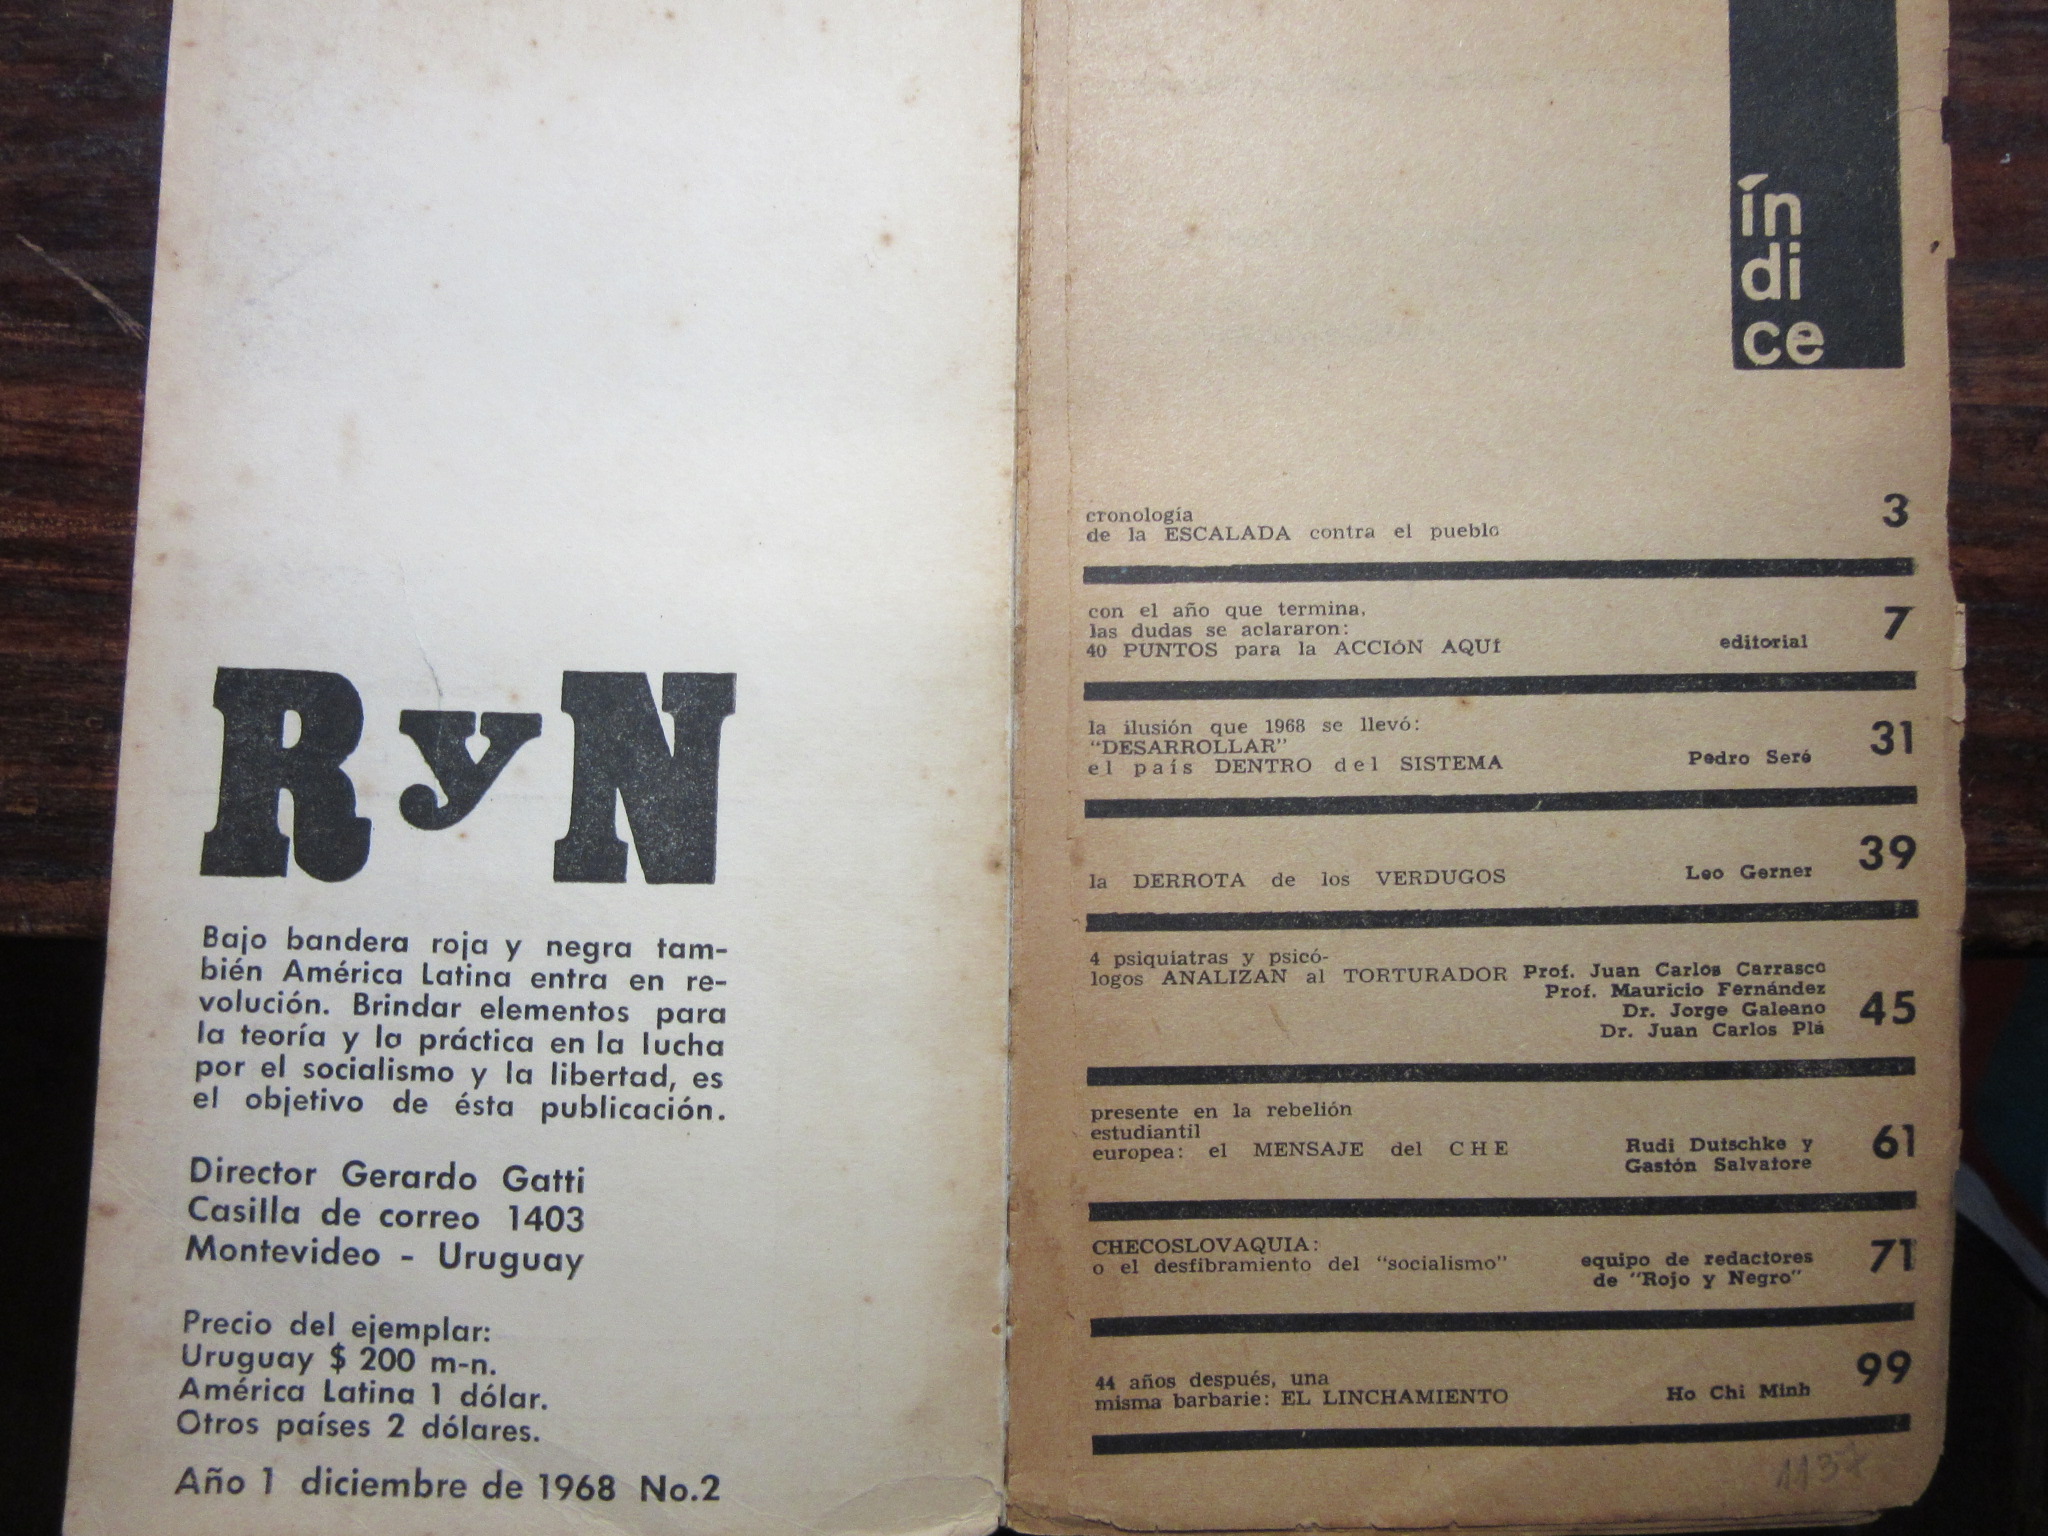 RyN
Bajo bandera roja y negra tam-
bién América Latina entra en re-
volución. Brindar elementos para
la teoría y la práctica en la lucha
por el socialismo y la libertad, es
el objetivo de ésta publicación.
Director Gerardo Gatti
Casilla de correo 1403
Montevideo - Uruguay
Precio del ejemplar:
Uruguay $ 200 m-n.
América Latina 1 dólar.
Otros países 2 dólares.
Año 1 diciembre de 1968 No.2
ín
di
ce
cronología
de la ESCALADA contra el pueblo
3
con el año que termina,
las dudas se aclararon:
40 PUNTOS para la ACCIÓN AQUÍ
editorial
7
la ilusión que 1968 se llevó:
"DESARROLLAR"
el país DENTRO del SISTEMA
Pedro Seré
31
la DERROTA de los VERDUGOS
Leo Gerner
39
4 psiquiatras y psicó-
logos ANALIZAN al TORTURADOR
Prof. Juan Carlos Carrasco
Prof. Mauricio Fernández
Dr. Jorge Galeano
Dr. Juan Carlos Plá
45
presente en la rebelión
estudiantil
europea: el MENSAJE del CHE
Rudi Dutschke y
Gastón Salvatore
61
CHECOSLOVAQUIA:
o el desfibramiento del "socialismo"
equipo de redactores
de "Rojo y Negro"
71
44 años después, una
misma barbarie: EL LINCHAMIENTO
Ho Chi Minh
99
1137